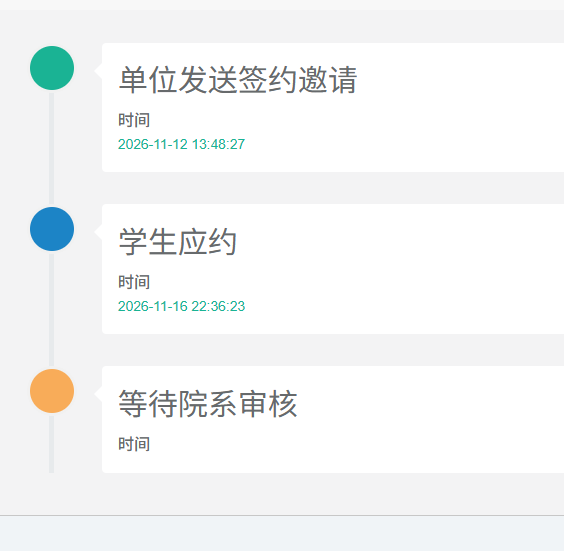 单位发送签约邀请
时间
2026-11-12 13:48:27
学生应约
时间
2026-11-16 22:36:23
等待院系审核
时间